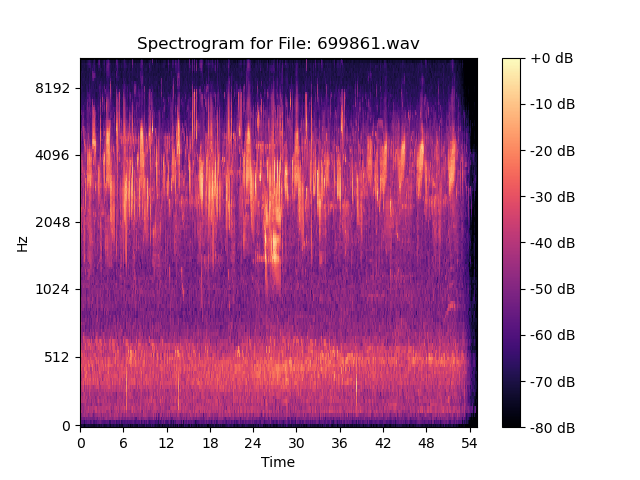 Spectrogram for File: 699861.wav
8192
4096
2048
1024
512
0
Hz
0 6 12 18 24 30 36 42 48 54
Time
+0 dB
-10 dB
-20 dB
-30 dB
-40 dB
-50 dB
-60 dB
-70 dB
-80 dB